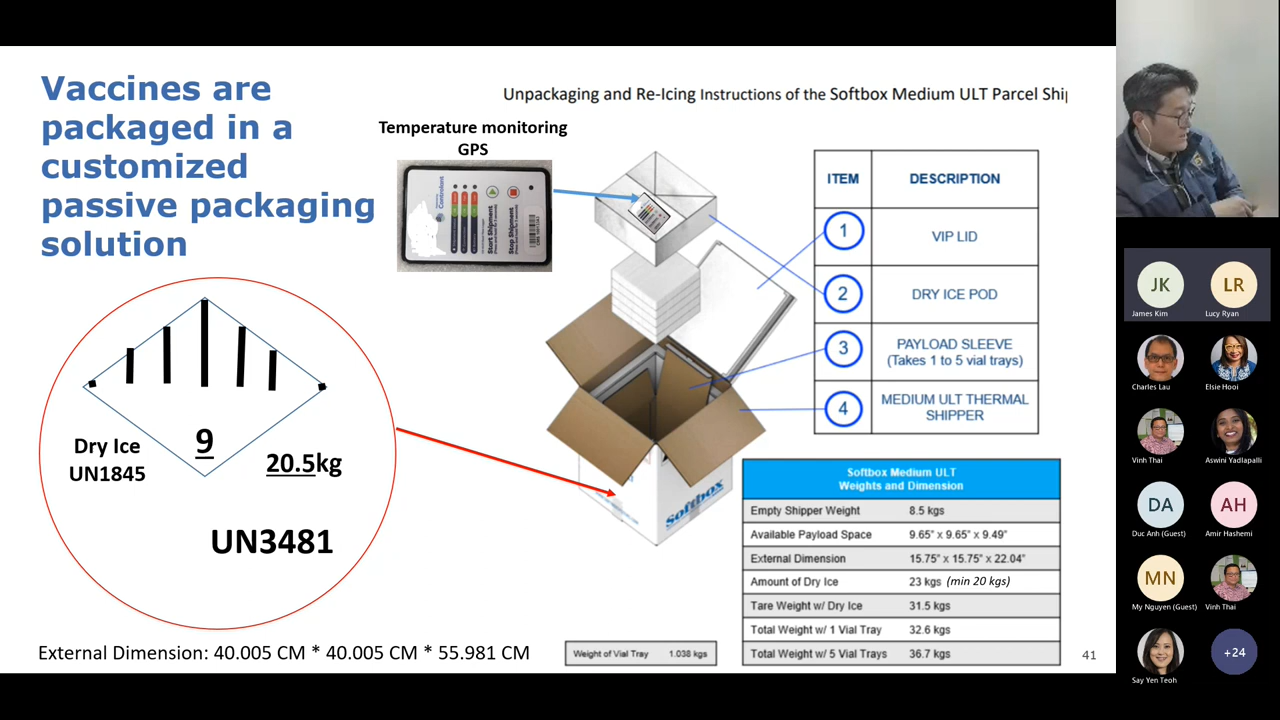 Vaccines are
packaged in a
customized
passive packaging
solution
Unpackaging and Re-Icing Instructions of the Softbox Medium ULT Parcel Ship
Temperature monitoring
GPS
Controlant
Start Shipment
Stop Shipment
ITEM DESCRIPTION
1 VIP LID
2 DRY ICE POD
3 PAYLOAD SLEEVE
(Takes 1 to 5 vial trays)
4 MEDIUM ULT THERMAL
SHIPPER
Dry Ice
UN1845
9
20.5kg
UN3481
Softbox
Softbox Medium ULT
Weights and Dimension
Empty Shipper Weight 8.5 kgs
Available Payload Space 9.65" x 9.65" x 9.49"
External Dimension 15.75" x 15.75" x 22.04"
Amount of Dry Ice 23 kgs (min 20 kgs)
Tare Weight w/ Dry Ice 31.5 kgs
Total Weight w/ 1 Vial Tray 32.6 kgs
Total Weight w/ 5 Vial Trays 36.7 kgs
Weight of Vial Tray 1.038 kgs
External Dimension: 40.005 CM * 40.005 CM * 55.981 CM
41
JK LR
James Kim Lucy Ryan
Charles Lau Elsie Hooi
Vinh Thai Aswini Yadlapalli
DA AH
Duc Anh (Guest) Amir Hashemi
MN
My Nguyen (Guest) Vinh Thai
+24
Say Yen Teoh